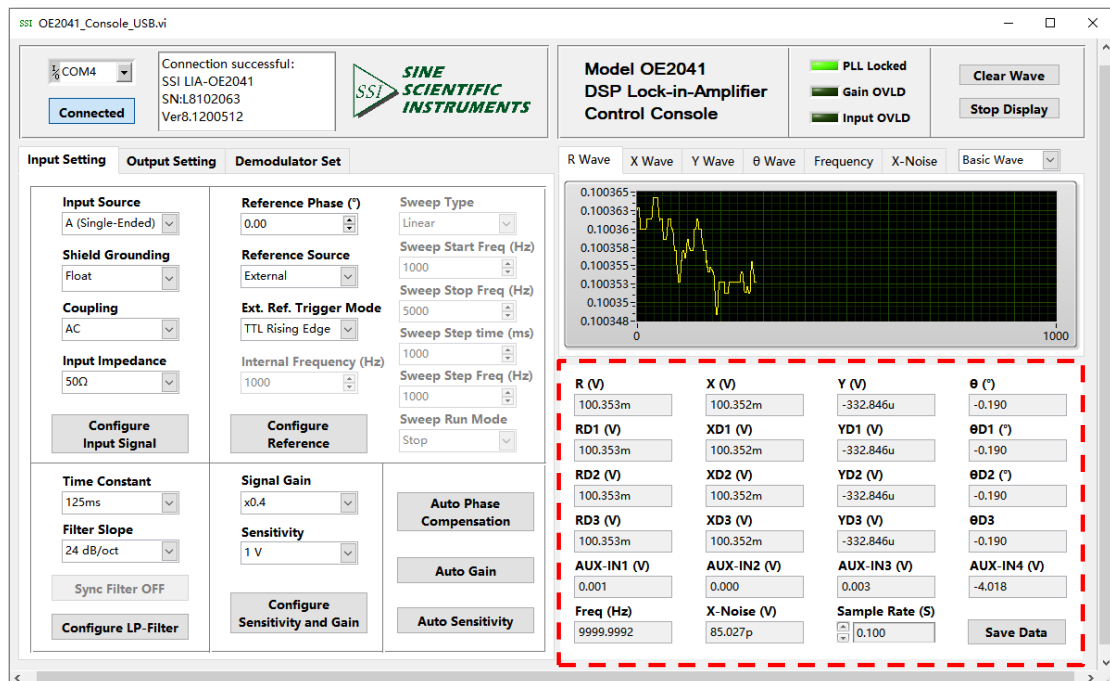 SSI OE2041_Console_USB.vi
I/O COM4
Connected
Connection successful:
SSI LIA-OE2041
SN:L8102063
Ver8.1200512
SSI
SINE
SCIENTIFIC
INSTRUMENTS
Model OE2041
DSP Lock-in-Amplifier
Control Console
PLL Locked
Gain OVLD
Input OVLD
Clear Wave
Stop Display
Input Setting Output Setting Demodulator Set
Input Source
A (Single-Ended)
Shield Grounding
Float
Coupling
AC
Input Impedance
50Ω
Configure
Input Signal
Reference Phase (°)
0.00
Reference Source
External
Ext. Ref. Trigger Mode
TTL Rising Edge
Internal Frequency (Hz)
1000
Configure
Reference
Sweep Type
Linear
Sweep Start Freq (Hz)
1000
Sweep Stop Freq (Hz)
5000
Sweep Step time (ms)
1000
Sweep Step Freq (Hz)
1000
Sweep Run Mode
Stop
Time Constant
125ms
Filter Slope
24 dB/oct
Sync Filter OFF
Configure LP-Filter
Signal Gain
x0.4
Sensitivity
1 V
Configure
Sensitivity and Gain
Auto Phase
Compensation
Auto Gain
Auto Sensitivity
R Wave X Wave Y Wave θ Wave Frequency X-Noise Basic Wave
0.100365
0.100363
0.10036
0.100358
0.100355
0.100353
0.10035
0.100348
0 1000
R (V) X (V) Y (V) θ (°)
100.353m 100.352m -332.846u -0.190
RD1 (V) XD1 (V) YD1 (V) θD1 (°)
100.353m 100.352m -332.846u -0.190
RD2 (V) XD2 (V) YD2 (V) θD2 (°)
100.353m 100.352m -332.846u -0.190
RD3 (V) XD3 (V) YD3 (V) θD3
100.353m 100.352m -332.846u -0.190
AUX-IN1 (V) AUX-IN2 (V) AUX-IN3 (V) AUX-IN4 (V)
0.001 0.000 0.003 -4.018
Freq (Hz) X-Noise (V) Sample Rate (S)
9999.9992 85.027p 0.100 Save Data